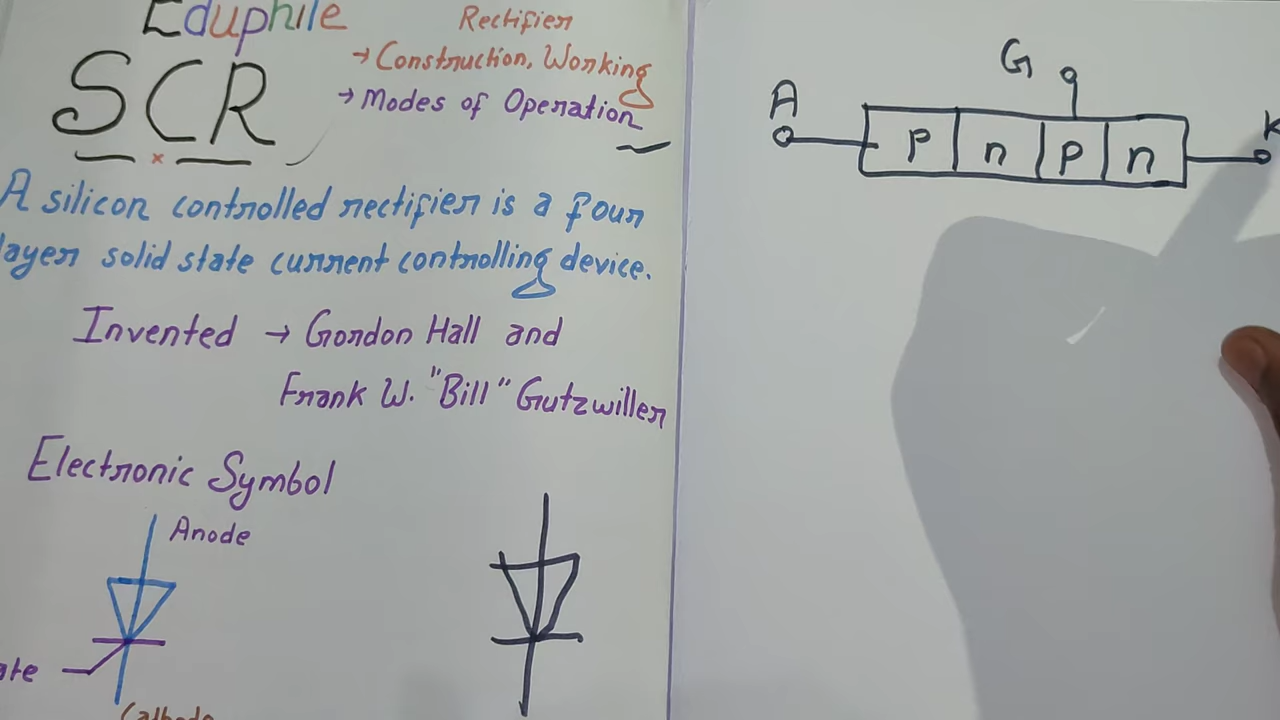 Eduphile
Rectifier
SCR
→ Construction, Working
→ Modes of Operation
A silicon controlled rectifier is a four
layer solid state current controlling device.
Invented → Gordon Hall and
Frank W. "Bill" Gutzwiller
Electronic Symbol
Anode
Cathode
G
A
K
p n p n